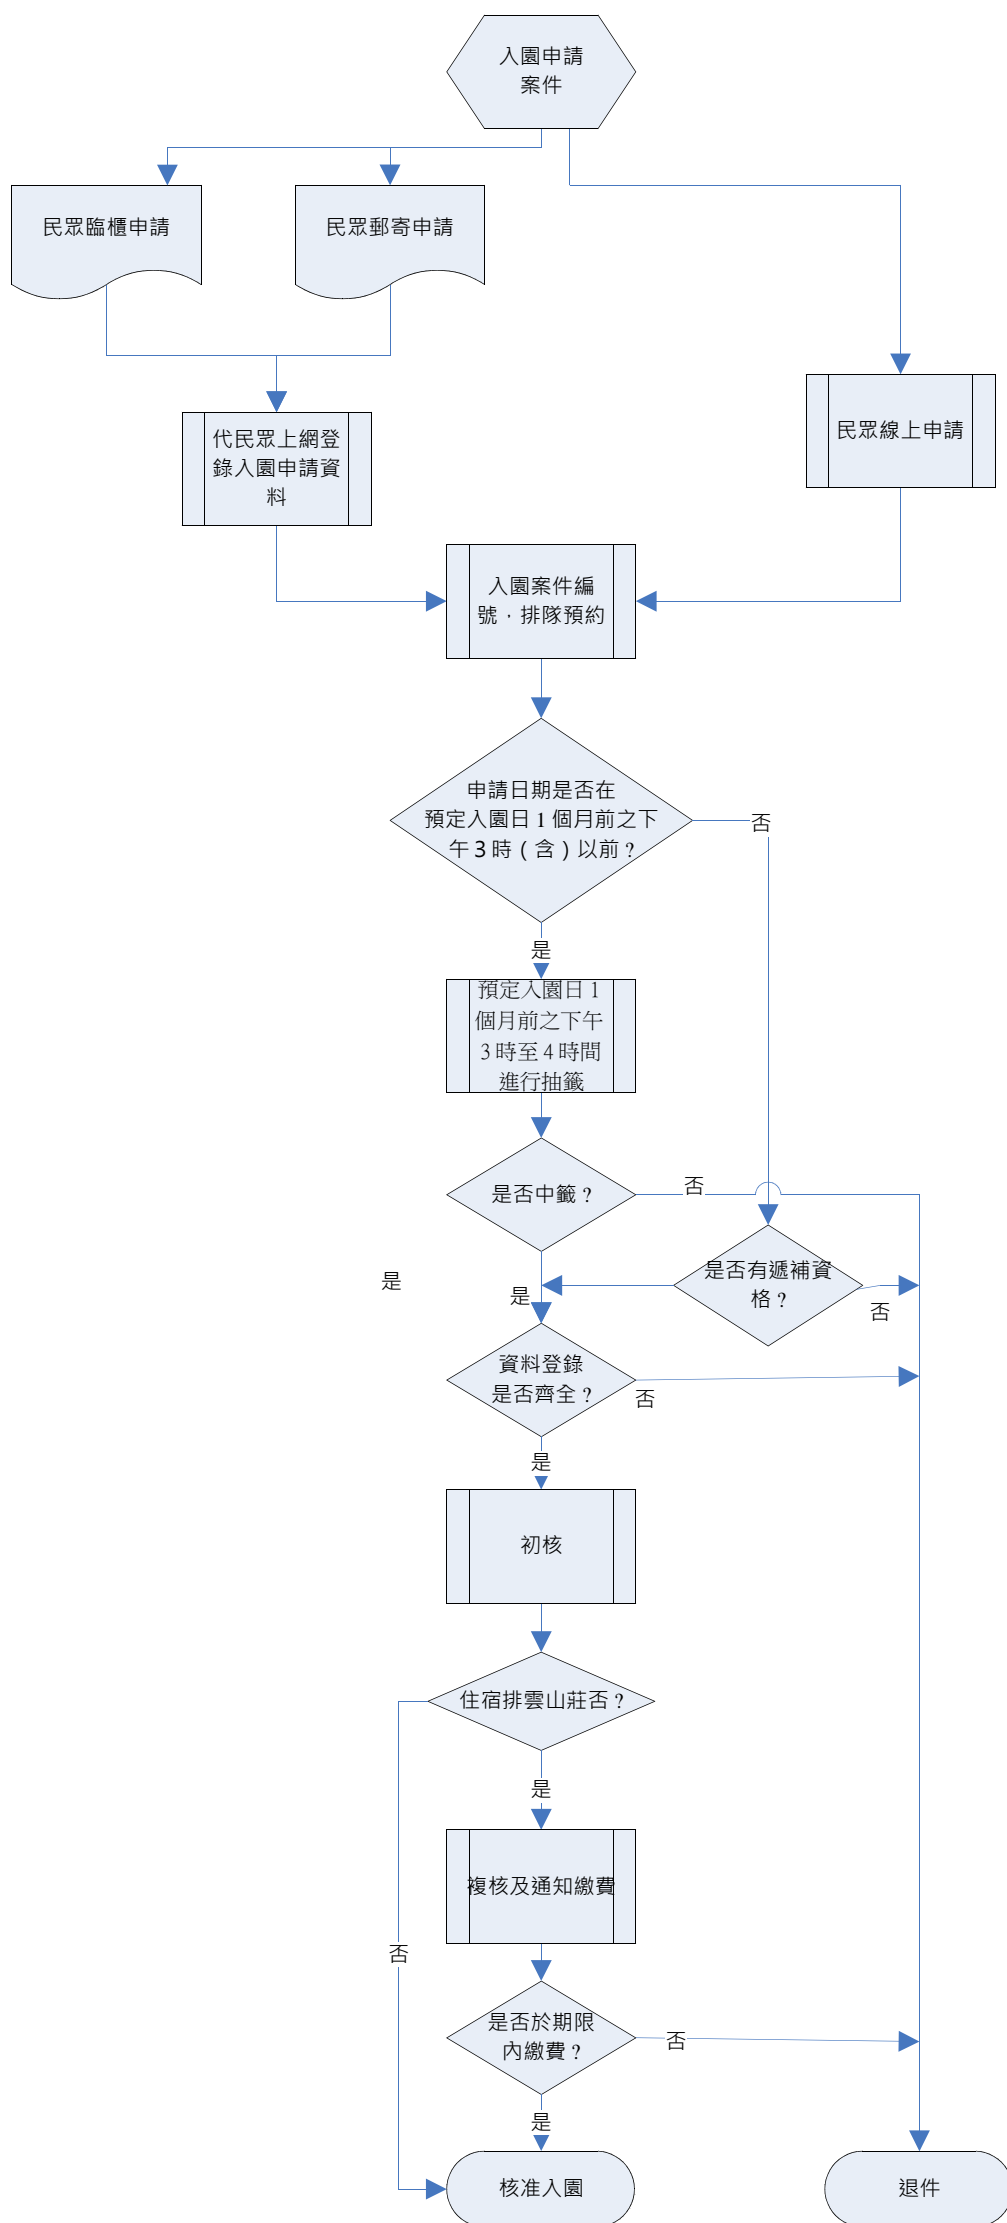 入園申請
案件
民眾臨櫃申請
民眾郵寄申請
代民眾上網登
錄入園申請資
料
民眾線上申請
入園案件編
號，排隊預約
申請日期是否在
預定入園日1個月前之下
午3時（含）以前？
否
是
預定入園日1
個月前之下午
3時至4時間
進行抽籤
是否中籤？
否
是否有遞補資
格？
是
是
否
資料登錄
是否齊全？
否
是
初核
住宿排雲山莊否？
是
複核及通知繳費
否
是否於期限
內繳費？
否
是
核准入園
退件